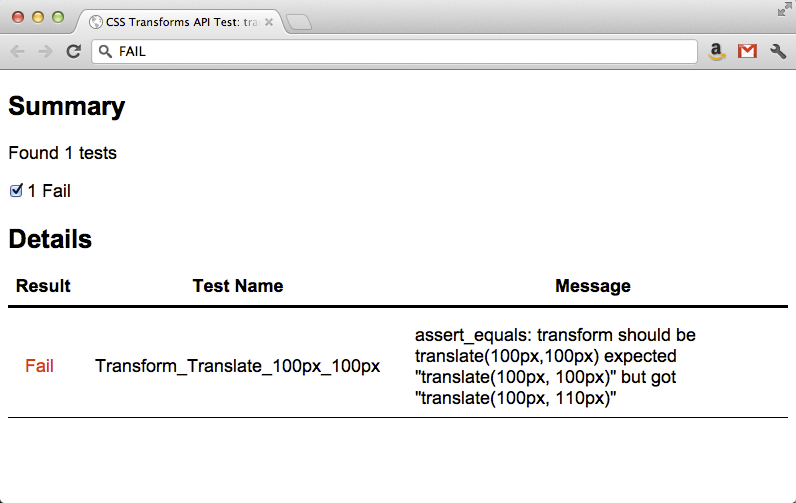 CSS Transforms API Test: tra
FAIL
Summary
Found 1 tests
1 Fail
Details
Result Test Name Message
Fail Transform_Translate_100px_100px
assert_equals: transform should be
translate(100px,100px) expected
"translate(100px, 100px)" but got
"translate(100px, 110px)"